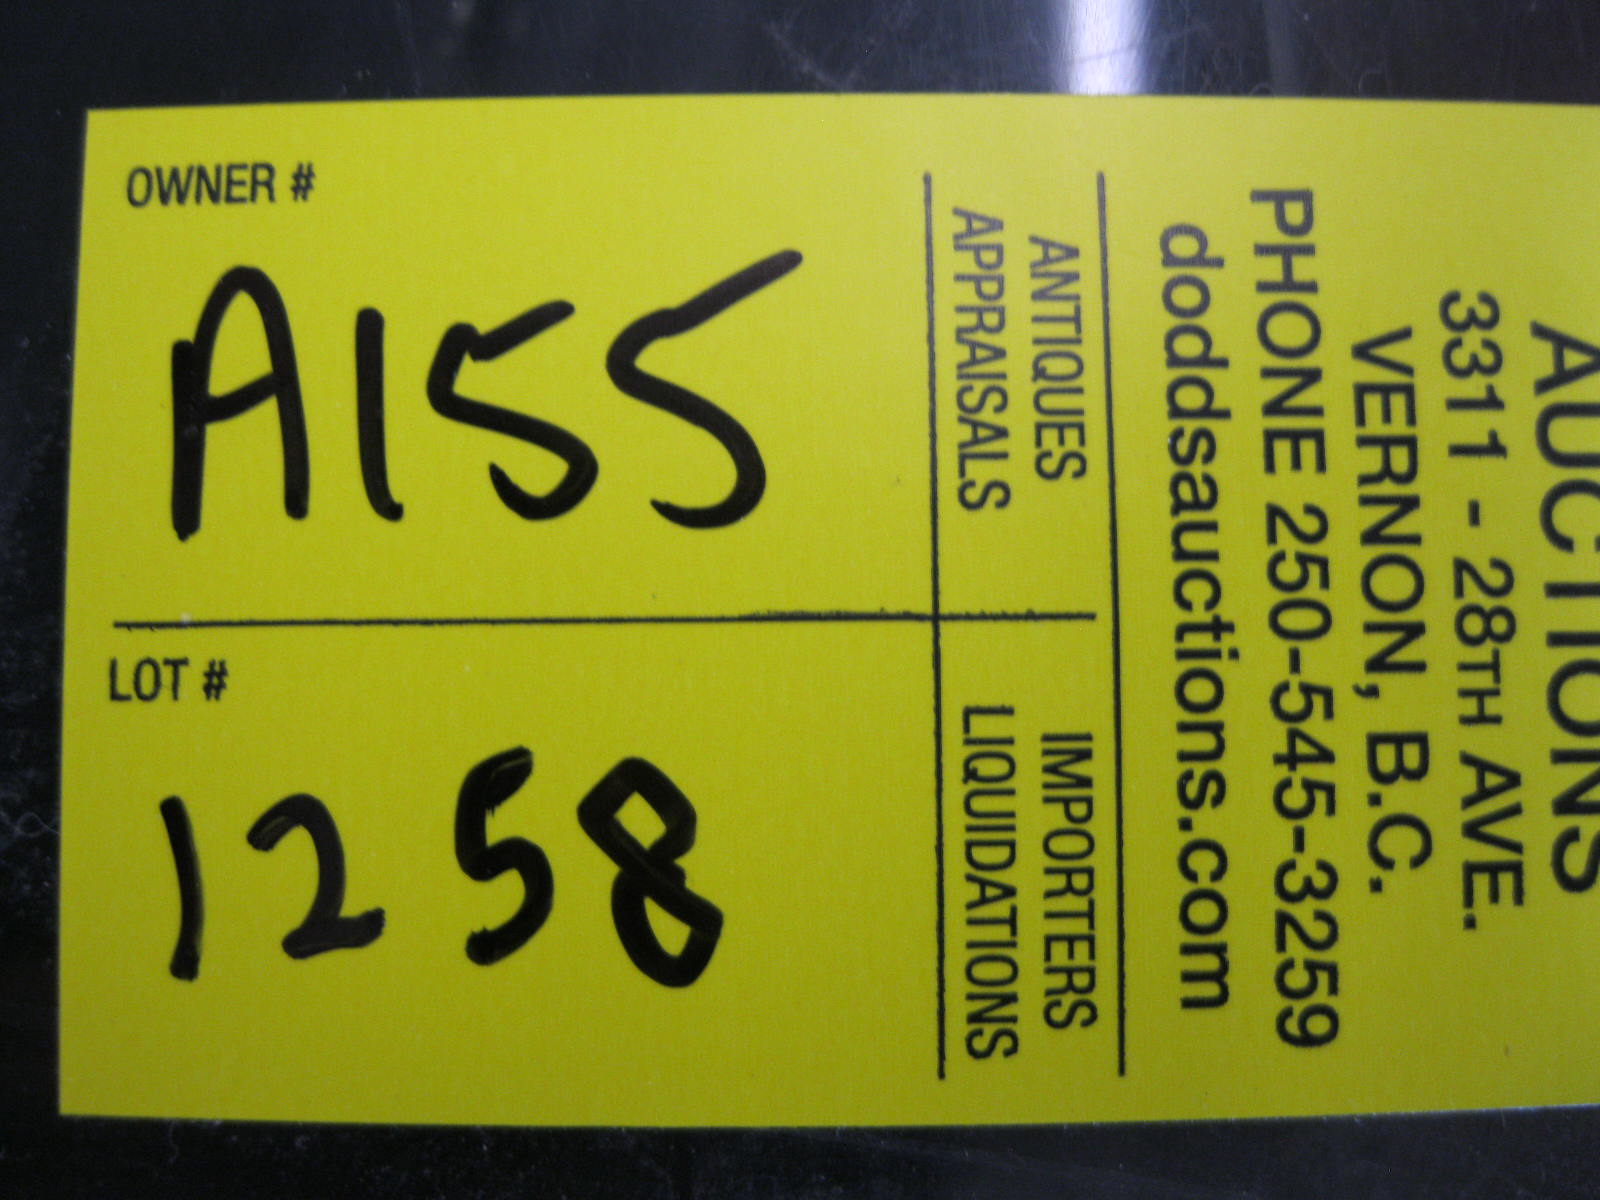 OWNER #
A155
LOT #
1258
AUCTIONS
3311 - 28TH AVE.
VERNON, B.C.
PHONE 250-545-3259
doddsauctions.com
ANTIQUES
APPRAISALS
IMPORTERS
LIQUIDATIONS